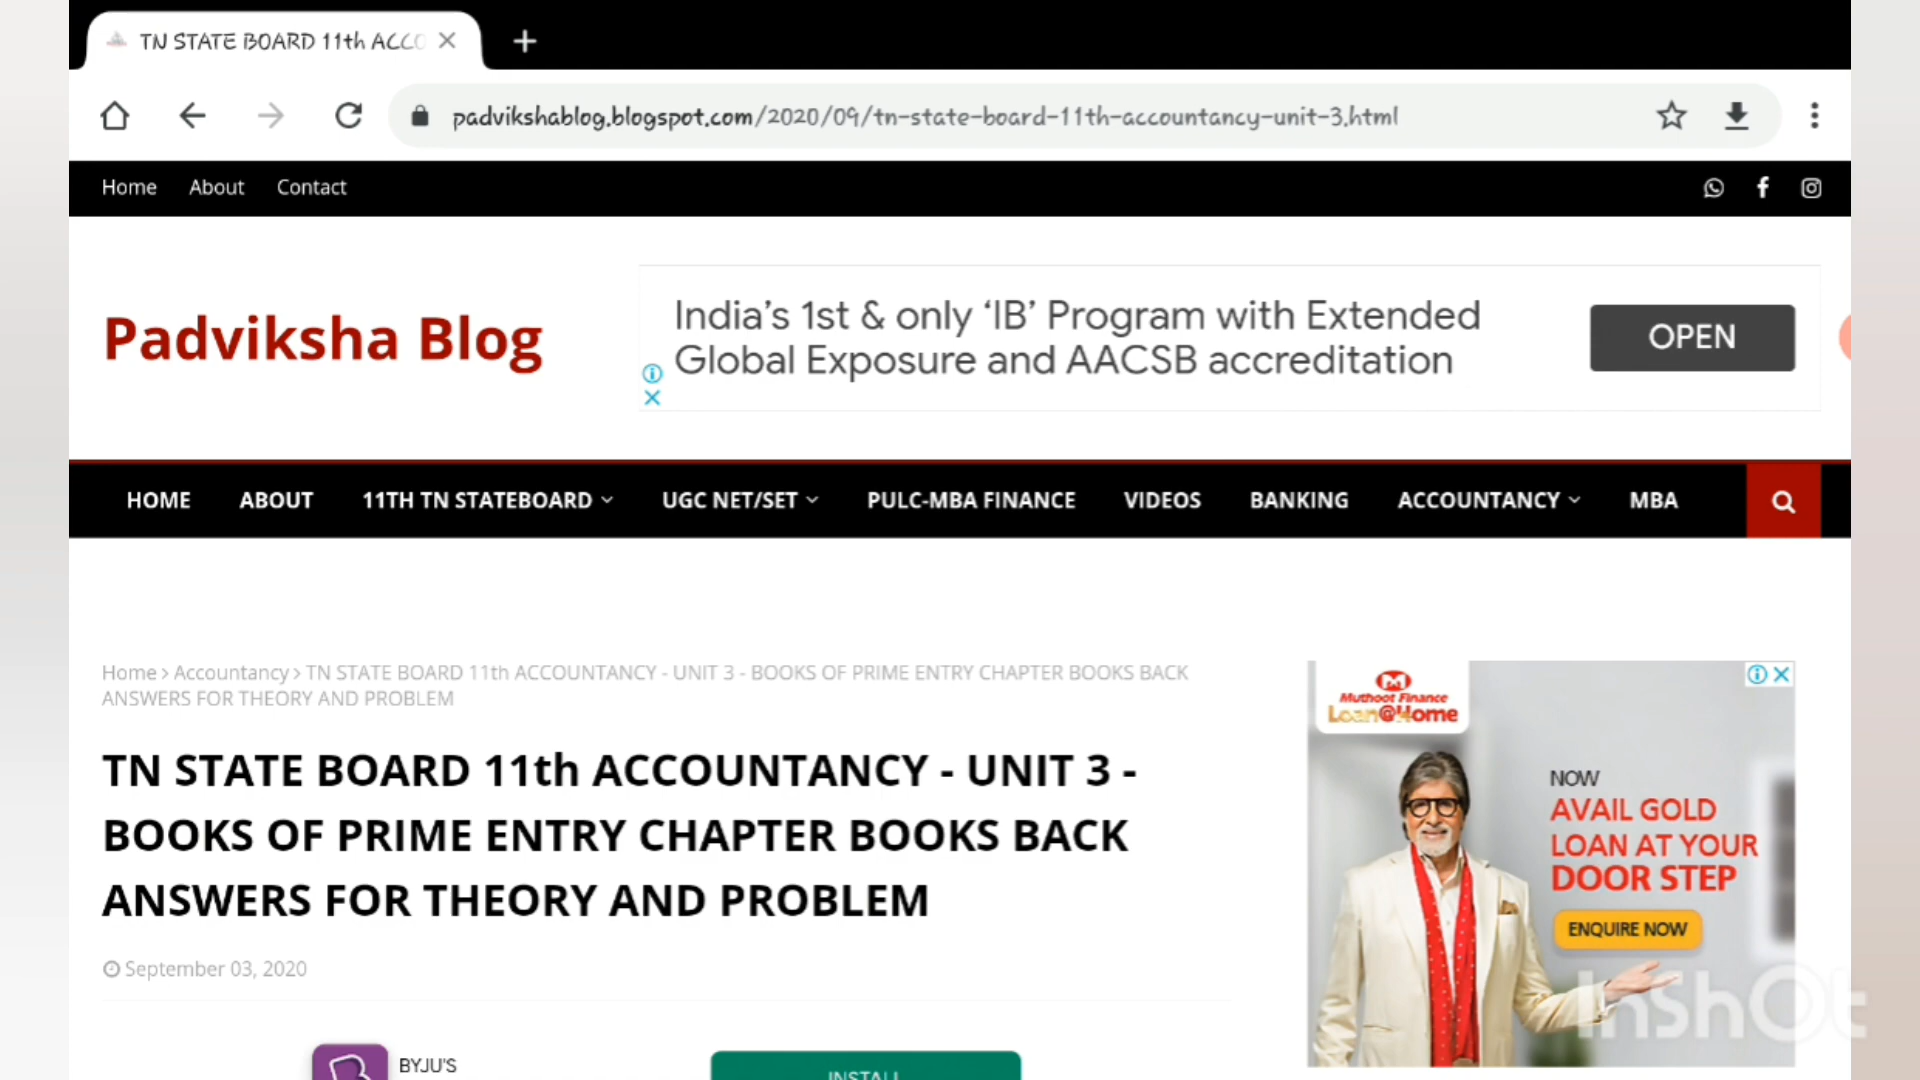 TN STATE BOARD 11th ACCO
padvikshablog.blogspot.com/2020/09/tn-state-board-11th-accountancy-unit-3.html
Home About Contact
Padviksha Blog
India's 1st & only 'IB' Program with Extended
Global Exposure and AACSB accreditation
OPEN
HOME ABOUT 11TH TN STATEBOARD UGC NET/SET PULC-MBA FINANCE VIDEOS BANKING ACCOUNTANCY MBA
Home > Accountancy > TN STATE BOARD 11th ACCOUNTANCY - UNIT 3 - BOOKS OF PRIME ENTRY CHAPTER BOOKS BACK
ANSWERS FOR THEORY AND PROBLEM
TN STATE BOARD 11th ACCOUNTANCY - UNIT 3 -
BOOKS OF PRIME ENTRY CHAPTER BOOKS BACK
ANSWERS FOR THEORY AND PROBLEM
September 03, 2020
Muthoot Finance
Loan@Home
NOW
AVAIL GOLD
LOAN AT YOUR
DOOR STEP
ENQUIRE NOW
BYJU'S
INSTALL
InShOt